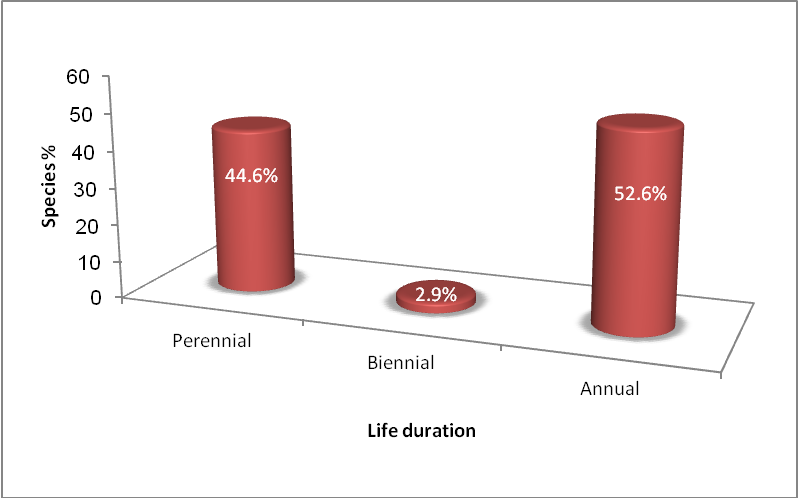 Species%
60
50
40
30
20
10
0
44.6%
2.9%
52.6%
Perennial
Biennial
Annual
Life duration